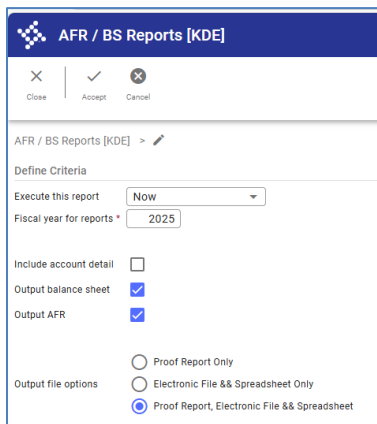 AFR / BS Reports [KDE]
Close Accept Cancel
AFR / BS Reports [KDE] >
Define Criteria
Execute this report Now
Fiscal year for reports * 2025
Include account detail
Output balance sheet
Output AFR
Proof Report Only
Output file options Electronic File && Spreadsheet Only
Proof Report, Electronic File && Spreadsheet